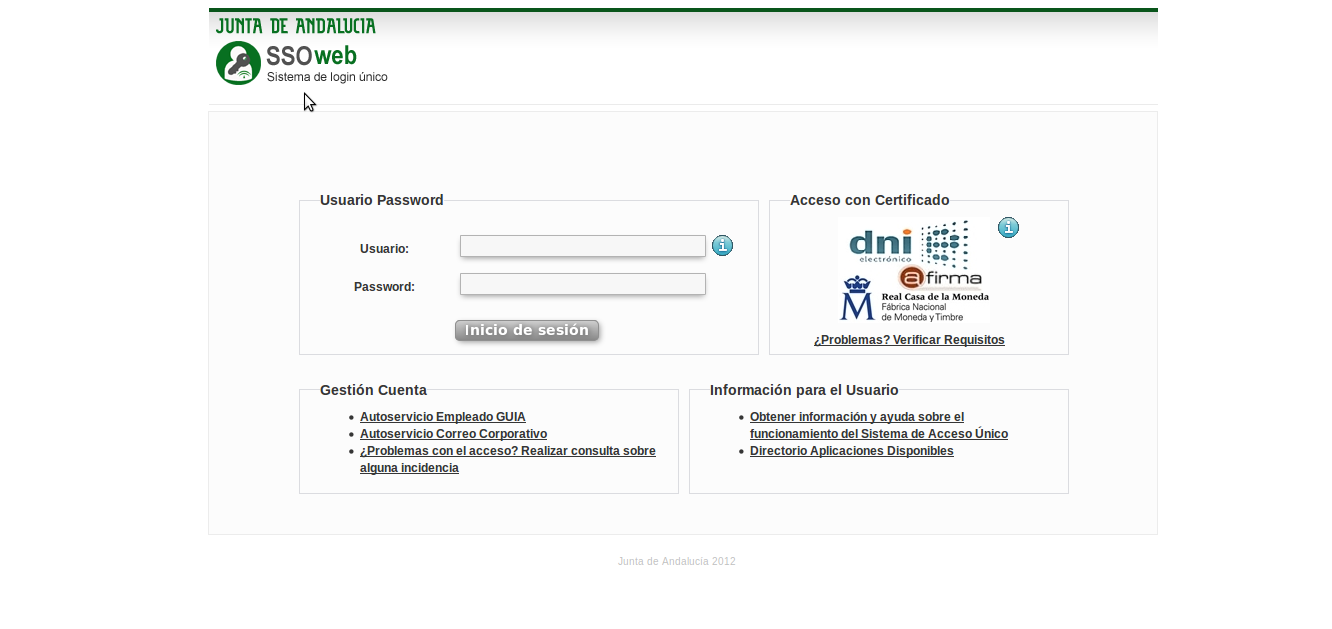 JUNTA DE ANDALUCIA
SSOweb
Sistema de login único
Usuario Password
Usuario:
Password:
Inicio de sesión
Acceso con Certificado
dni
electrónico
@firma
Real Casa de la Moneda
Fábrica Nacional
de Moneda y Timbre
¿Problemas? Verificar Requisitos
Gestión Cuenta
Autoservicio Empleado GUIA
Autoservicio Correo Corporativo
¿Problemas con el acceso? Realizar consulta sobre
alguna incidencia
Información para el Usuario
Obtener información y ayuda sobre el
funcionamiento del Sistema de Acceso Único
Directorio Aplicaciones Disponibles
Junta de Andalucía 2012